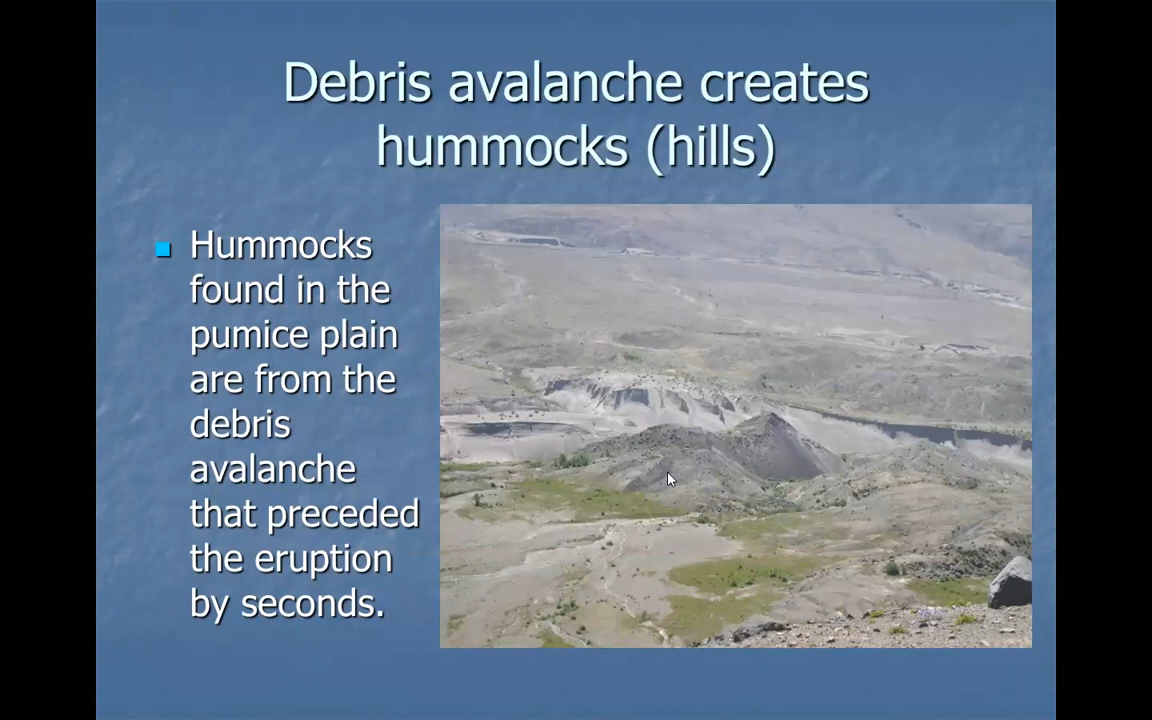 Debris avalanche creates
hummocks (hills)
Hummocks
found in the
pumice plain
are from the
debris
avalanche
that preceded
the eruption
by seconds.